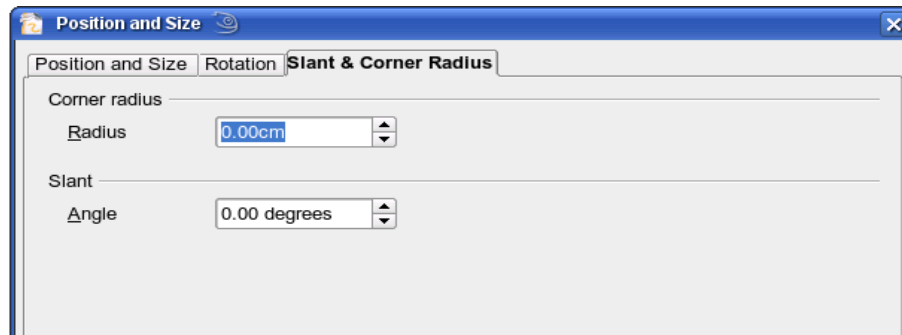 Position and Size
Position and Size Rotation Slant & Corner Radius
Corner radius
Radius 0.00cm
Slant
Angle 0.00 degrees